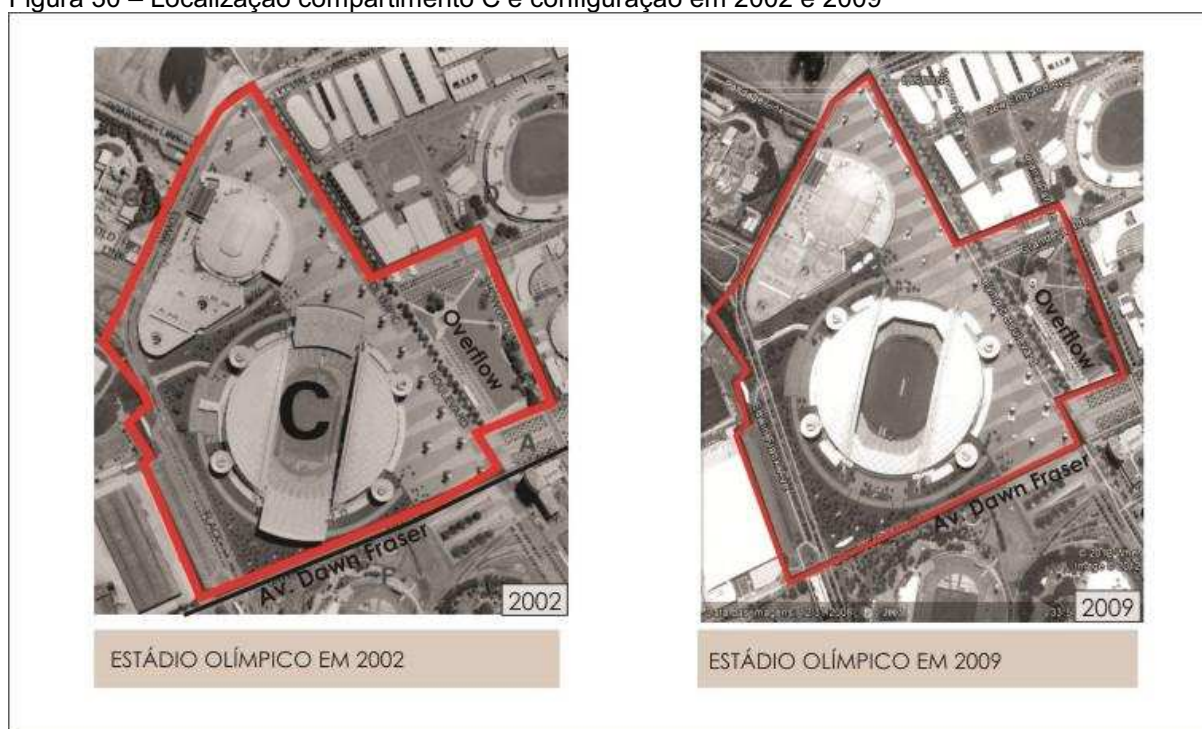 Figura 30 – Localização compartimento C e configuração em 2002 e 2009
Overflow
C
A
P
Av. Dawn Fraser
2002
Overflow
Av. Dawn Fraser
2009
ESTÁDIO OLÍMPICO EM 2002
ESTÁDIO OLÍMPICO EM 2009